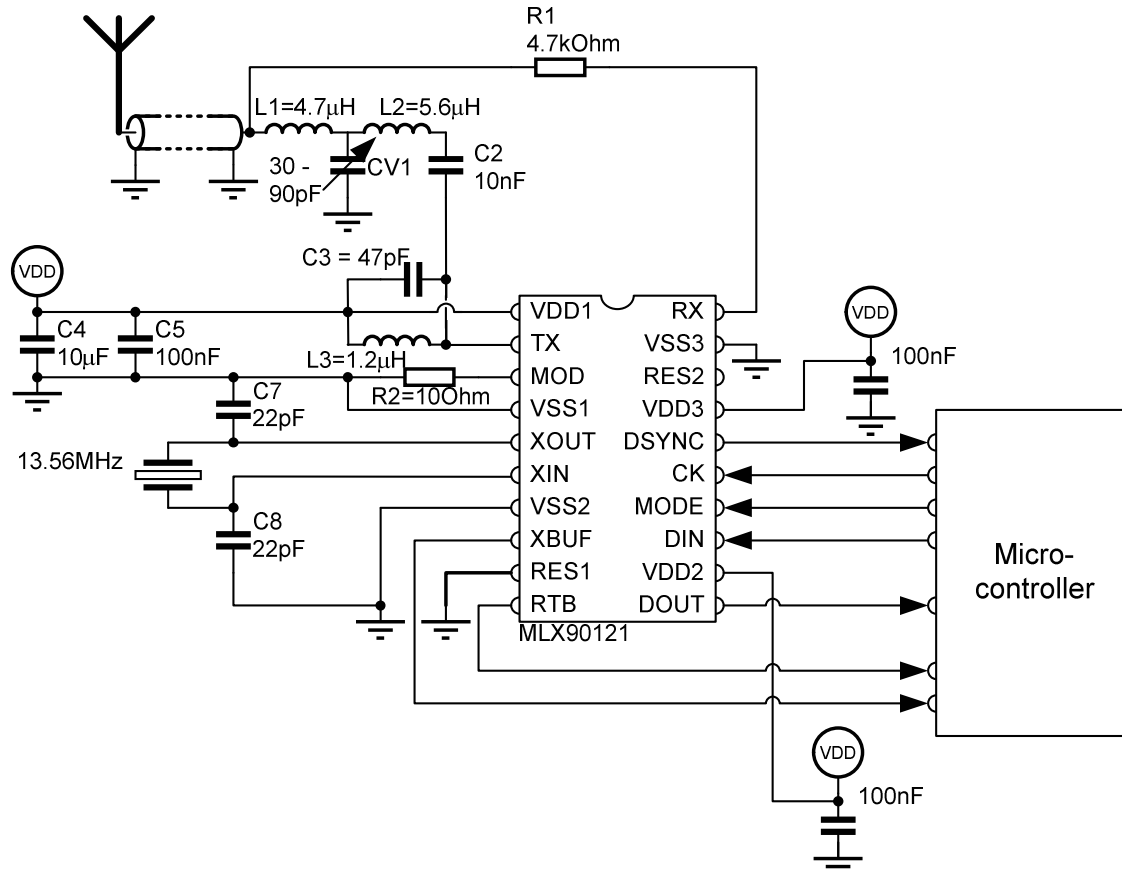 R1
4.7kOhm
L1=4.7µH
L2=5.6µH
30 -
90pF
CV1
C2
10nF
C3 = 47pF
VDD
C4
10µF
C5
100nF
L3=1.2µH
R2=10Ohm
C7
22pF
13.56MHz
C8
22pF
VDD1
TX
MOD
VSS1
XOUT
XIN
VSS2
XBUF
RES1
RTB
RX
VSS3
RES2
VDD3
DSYNC
CK
MODE
DIN
VDD2
DOUT
MLX90121
VDD
100nF
Micro-
controller
VDD
100nF